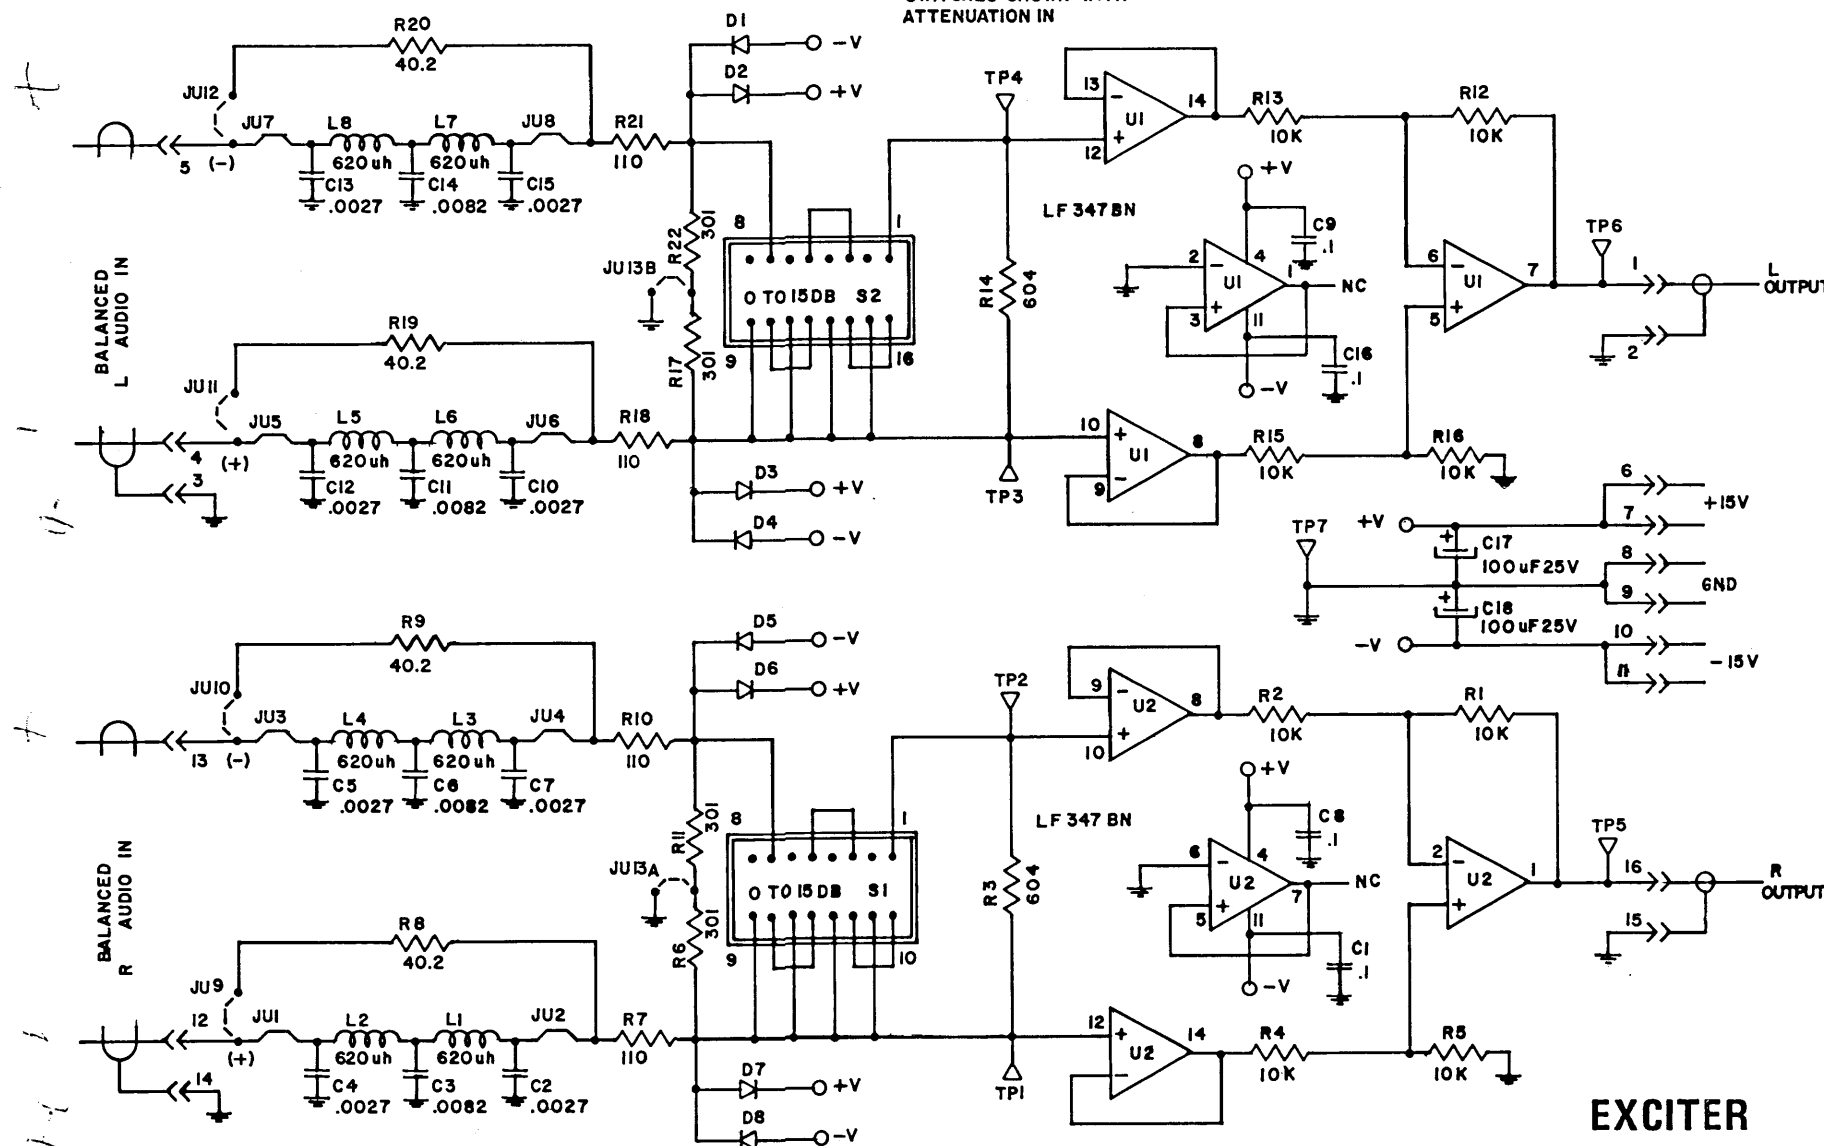 ATTENUATION IN
R20
40.2
JU12
JU7
L8
620uh
L7
620uh
JU8
R21
110
5
(-)
C13
.0027
C14
.0082
C15
.0027
D1
-V
D2
+V
R22
301
JU13B
R17
301
8
1
0 TO 15DB S2
9
16
TP4
R14
604
TP3
13
-
14
U1
+
12
R13
10K
R12
10K
LF347BN
+V
C9
.1
2
-
4
1
NC
U1
3
+
11
C16
.1
-V
6
-
7
U1
5
+
TP6
1
L
OUTPUT
2
BALANCED
L AUDIO IN
R19
40.2
JU11
JU5
L5
620uh
L6
620uh
JU6
R18
110
4
(+)
3
C12
.0027
C11
.0082
C10
.0027
D3
+V
D4
-V
10
+
8
U1
9
-
R15
10K
R16
10K
6
+15V
7
+V
TP7
+
C17
100uF25V
8
GND
9
+
C18
100uF25V
-V
10
-15V
11
R9
40.2
JU10
JU3
L4
620uh
L3
620uh
JU4
R10
110
13
(-)
C5
.0027
C6
.0082
C7
.0027
D5
-V
D6
+V
R11
301
JU13A
R6
301
8
1
0 TO 15DB S1
9
10
TP2
R3
604
TP1
9
-
8
U2
+
10
R2
10K
R1
10K
LF347BN
+V
C8
.1
6
-
4
7
NC
U2
5
+
11
C1
.1
-V
2
-
1
U2
+
TP5
16
R
OUTPUT
15
BALANCED
R AUDIO IN
R8
40.2
JU9
JU1
L2
620uh
L1
620uh
JU2
R7
110
12
(+)
14
C4
.0027
C3
.0082
C2
.0027
D7
+V
D8
-V
12
+
14
U2
-
R4
10K
R5
10K
EXCITER